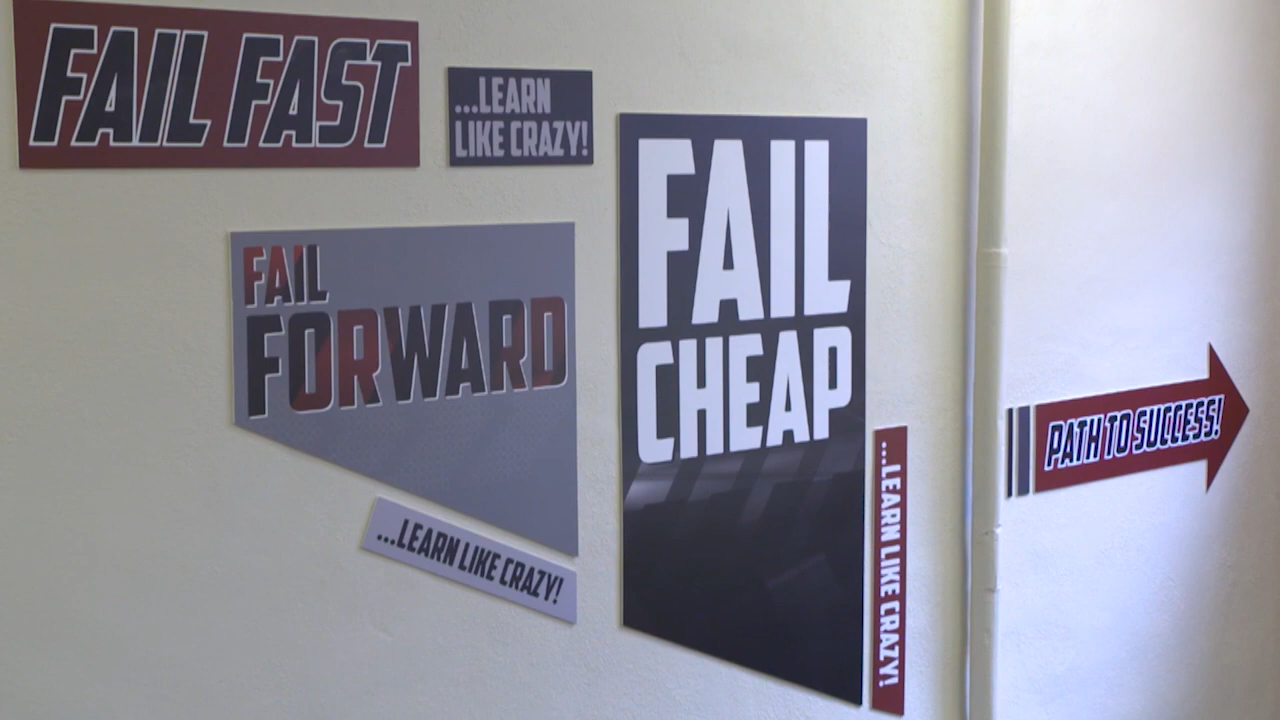 FAIL FAST
...LEARN
LIKE CRAZY!
FAIL
FORWARD
...LEARN LIKE CRAZY!
FAIL
CHEAP
...LEARN LIKE CRAZY!
PATH TO SUCCESS!